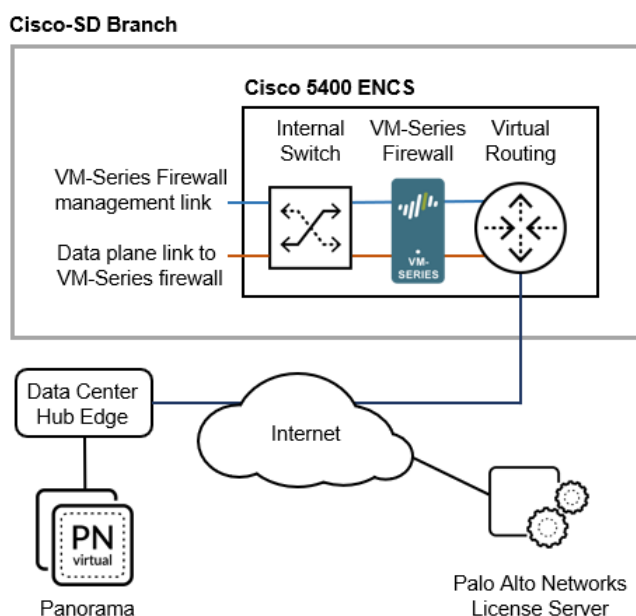 Cisco-SD Branch
Cisco 5400 ENCS
Internal
Switch
VM-Series
Firewall
Virtual
Routing
VM-Series Firewall
management link
Data plane link to
VM-Series firewall
VM-
SERIES
Data Center
Hub Edge
Internet
PN
virtual
Panorama
Palo Alto Networks
License Server